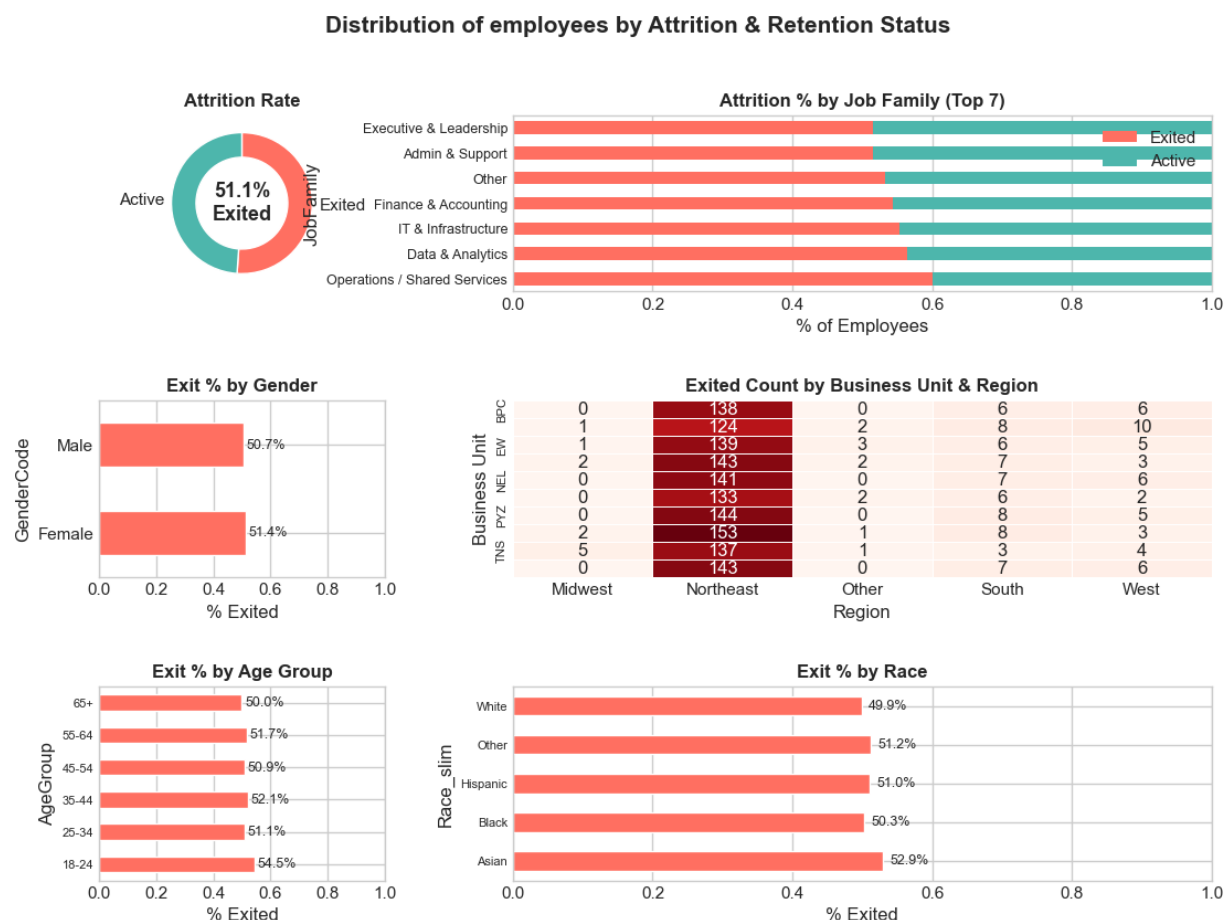 Distribution of employees by Attrition & Retention Status
Attrition Rate
Active
51.1%
Exited
Exited
Attrition % by Job Family (Top 7)
JobFamily
Executive & Leadership
Admin & Support
Other
Finance & Accounting
IT & Infrastructure
Data & Analytics
Operations / Shared Services
Exited
Active
0.0 0.2 0.4 0.6 0.8 1.0
% of Employees
Exit % by Gender
GenderCode
Male 50.7%
Female 51.4%
0.0 0.2 0.4 0.6 0.8 1.0
% Exited
Exited Count by Business Unit & Region
Business Unit
BPC
EW
NEL
PYZ
TNS
0 138 0 6 6
1 124 2 8 10
1 139 3 6 5
2 143 2 7 3
0 141 0 7 6
0 133 2 6 2
0 144 0 8 5
2 153 1 8 3
5 137 1 3 4
0 143 0 7 6
Midwest Northeast Other South West
Region
Exit % by Age Group
AgeGroup
65+ 50.0%
55-64 51.7%
45-54 50.9%
35-44 52.1%
25-34 51.1%
18-24 54.5%
0.0 0.2 0.4 0.6 0.8 1.0
% Exited
Exit % by Race
Race_slim
White 49.9%
Other 51.2%
Hispanic 51.0%
Black 50.3%
Asian 52.9%
0.0 0.2 0.4 0.6 0.8 1.0
% Exited